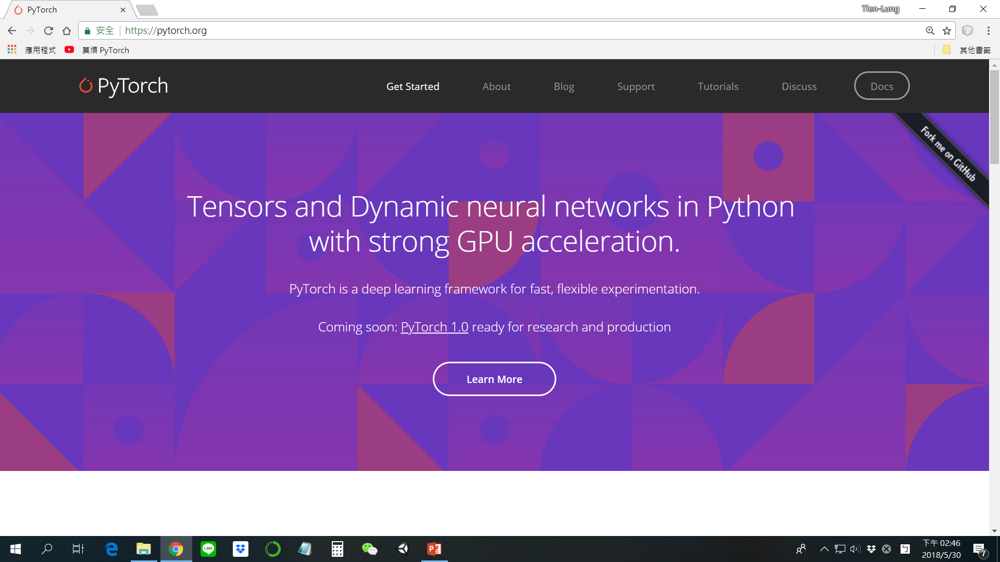 PyTorch
Tien-Lung
安全 https://pytorch.org
應用程式 莫煩 PyTorch 其他書籤
PyTorch Get Started About Blog Support Tutorials Discuss Docs
Fork me on GitHub
Tensors and Dynamic neural networks in Python
with strong GPU acceleration.
PyTorch is a deep learning framework for fast, flexible experimentation.
Coming soon: PyTorch 1.0 ready for research and production
Learn More
LINE
下午 02:46
2018/5/30
7